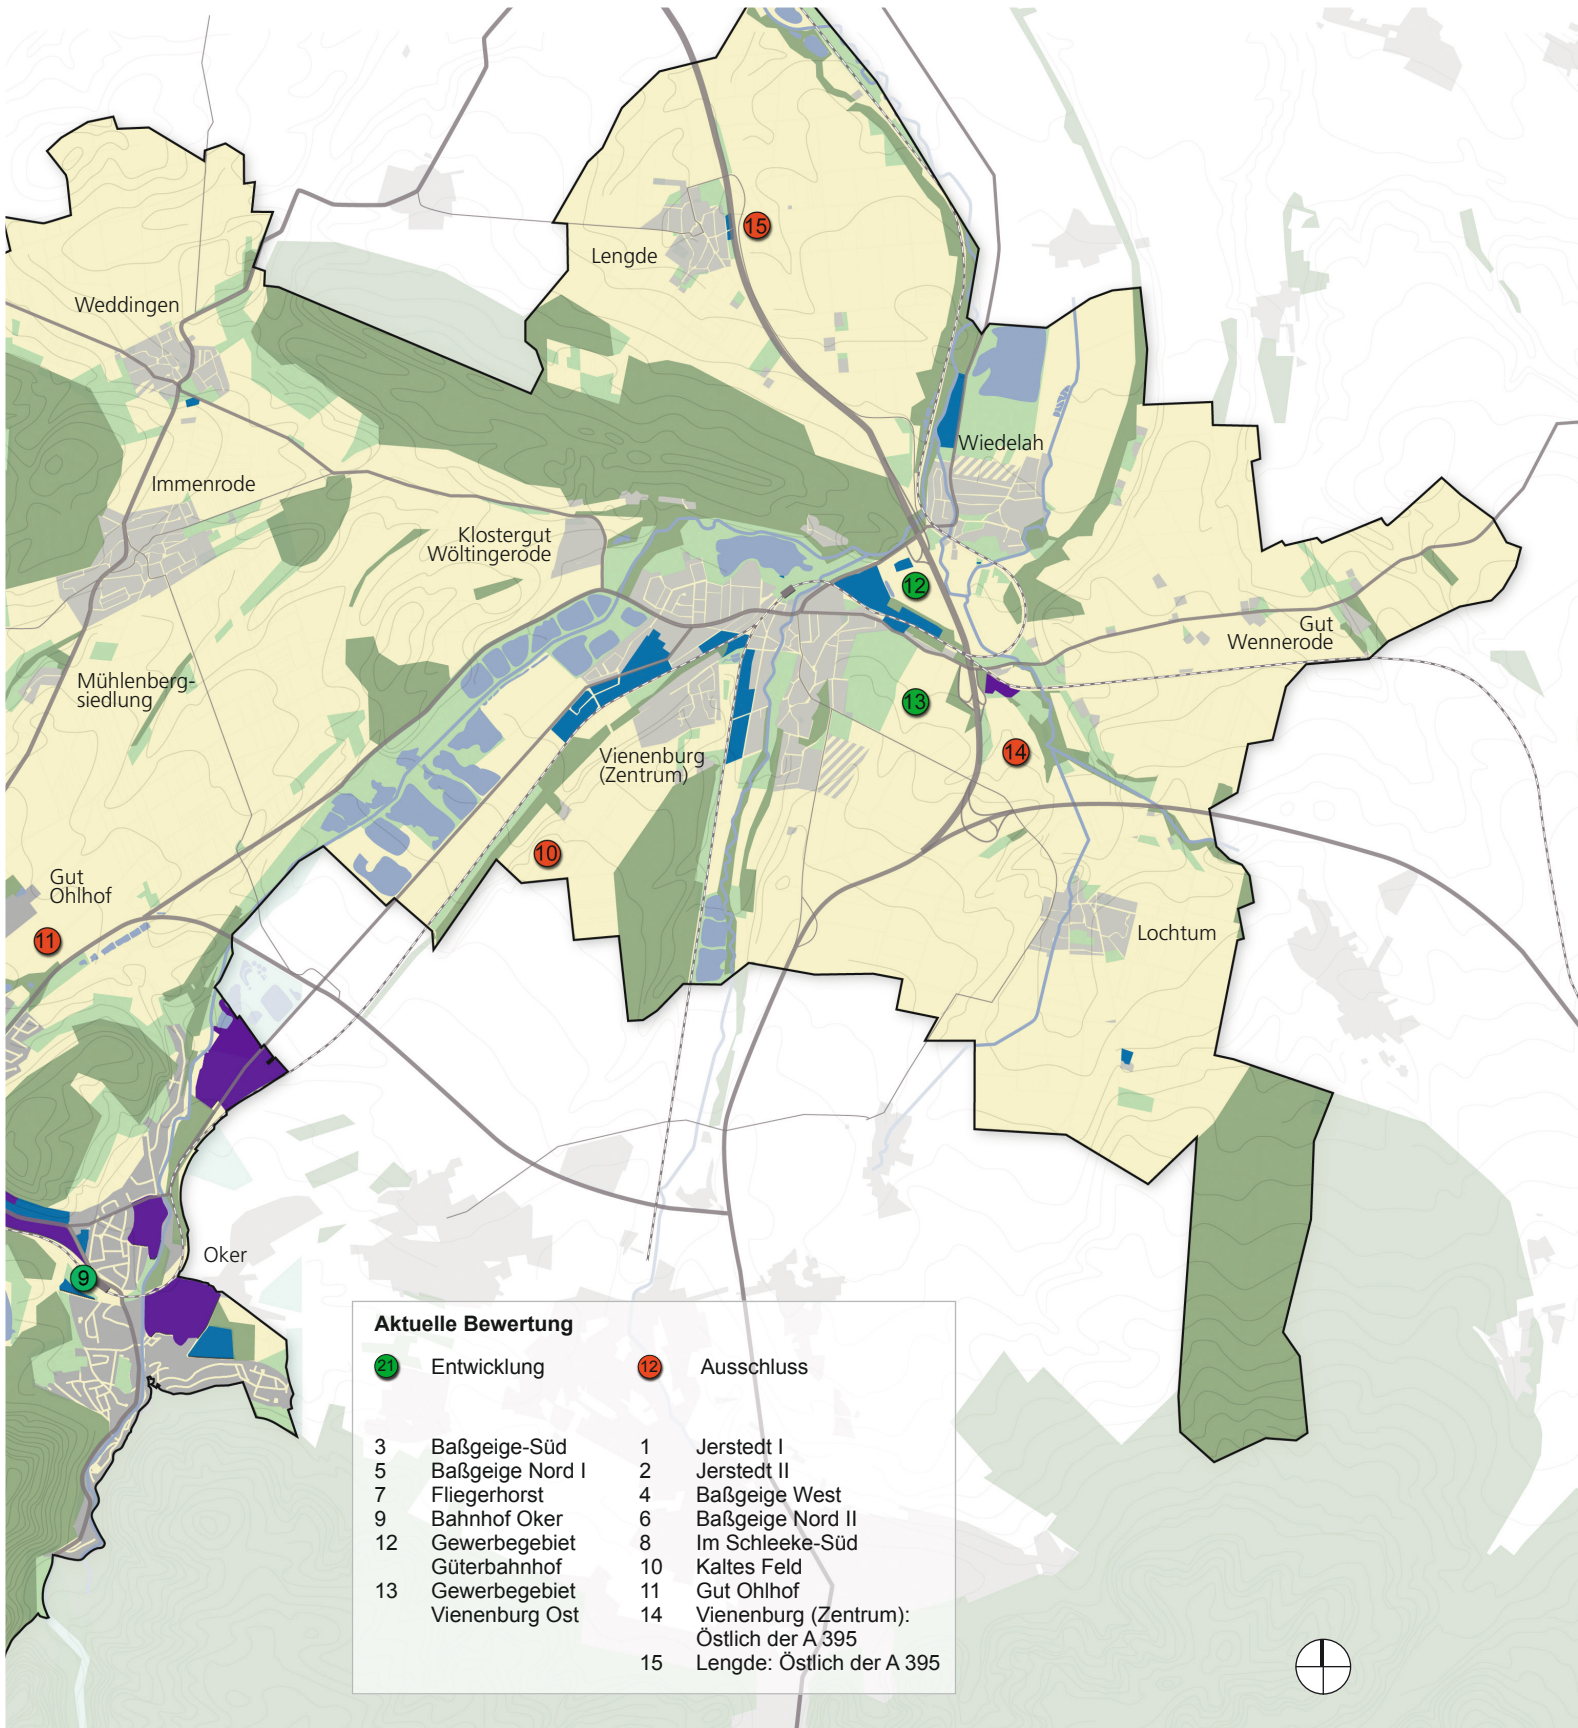 15
Lengde
Weddingen
Wiedelah
Immenrode
Klostergut
Wöltingerode
12
Gut
Wennerode
Mühlenberg-
siedlung
13
14
Vienenburg
(Zentrum)
10
Gut
Ohlhof
11
Lochtum
Oker
9
Aktuelle Bewertung
21 Entwicklung
12 Ausschluss
3 Baßgeige-Süd
5 Baßgeige Nord I
7 Fliegerhorst
9 Bahnhof Oker
12 Gewerbegebiet
Güterbahnhof
13 Gewerbegebiet
Vienenburg Ost
1 Jerstedt I
2 Jerstedt II
4 Baßgeige West
6 Baßgeige Nord II
8 Im Schleeke-Süd
10 Kaltes Feld
11 Gut Ohlhof
14 Vienenburg (Zentrum):
Östlich der A 395
15 Lengde: Östlich der A 395